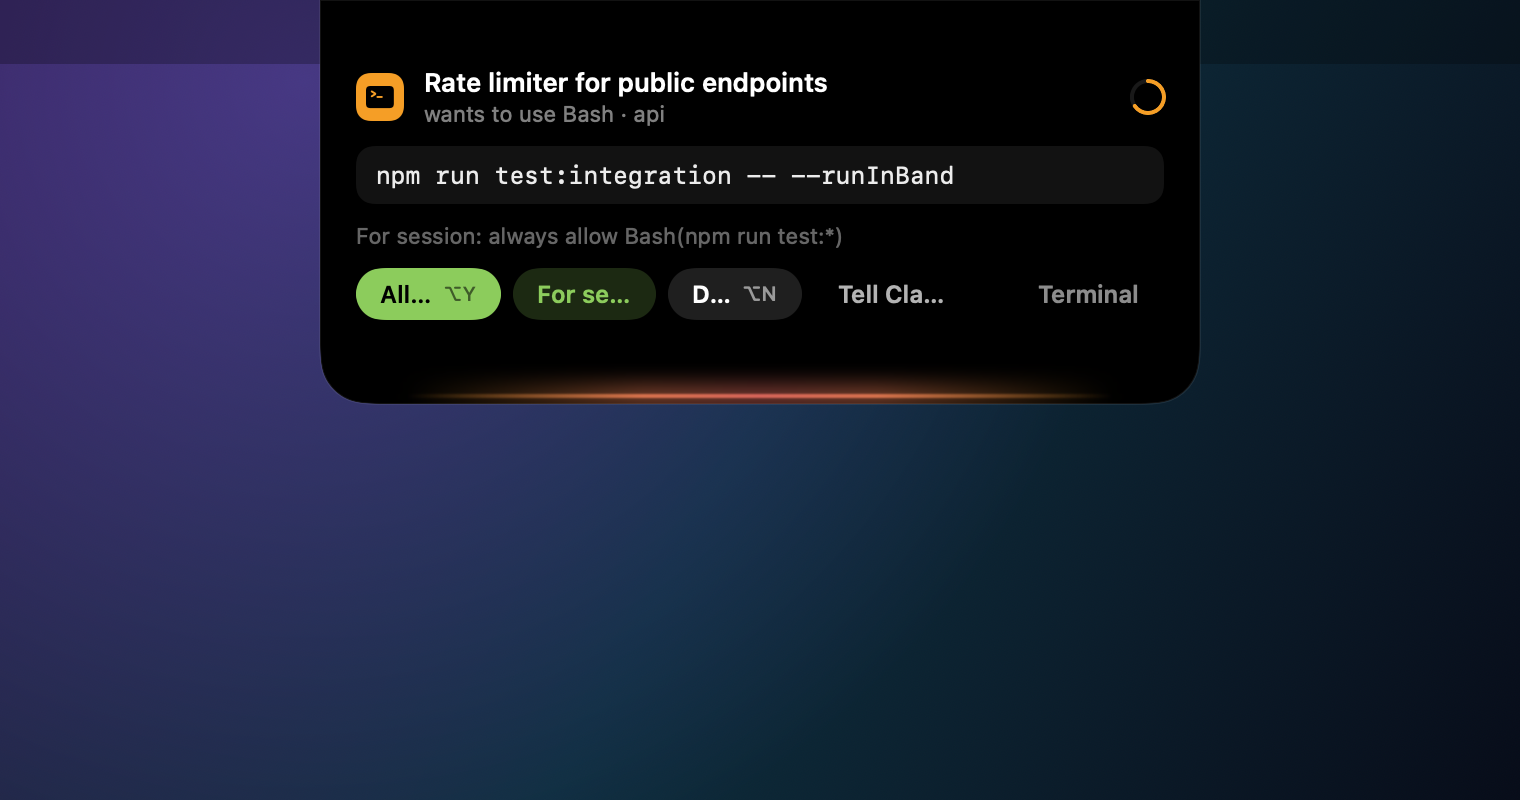 Rate limiter for public endpoints
wants to use Bash · api
npm run test:integration -- --runInBand
For session: always allow Bash(npm run test:*)
All... ⌥Y For se... D... ⌥N Tell Cla... Terminal